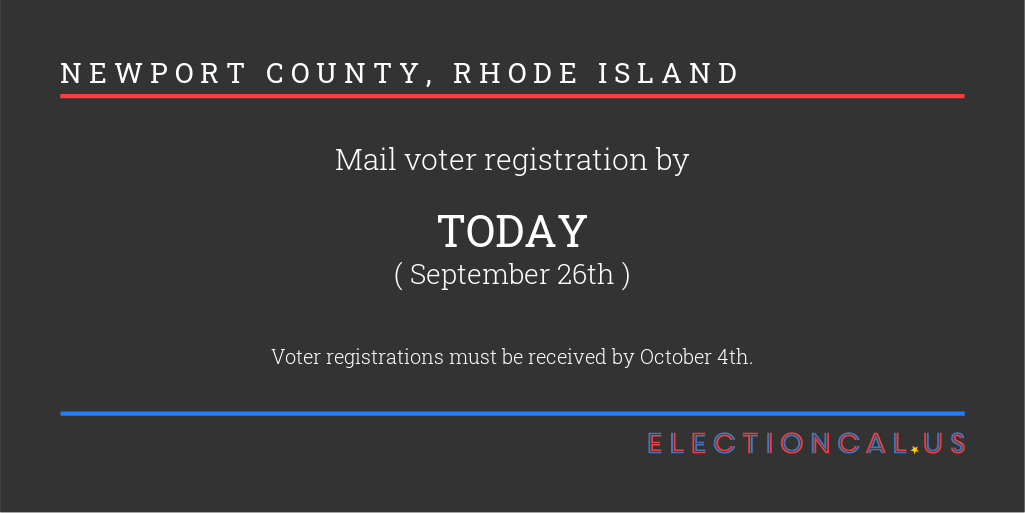 NEWPORT COUNTY, RHODE ISLAND
Mail voter registration by
TODAY
( September 26th )
Voter registrations must be received by October 4th.
ELECTIONCAL.US